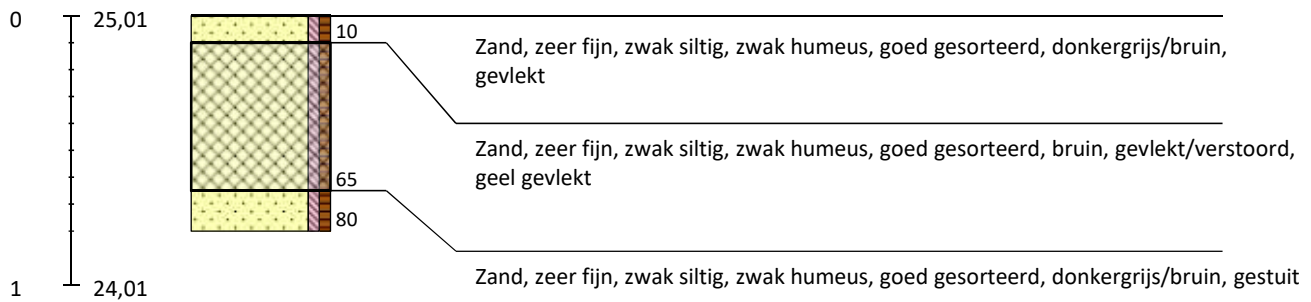 0 25,01
10
Zand, zeer fijn, zwak siltig, zwak humeus, goed gesorteerd, donkergrijs/bruin,
gevlekt
Zand, zeer fijn, zwak siltig, zwak humeus, goed gesorteerd, bruin, gevlekt/verstoord,
geel gevlekt
65
80
Zand, zeer fijn, zwak siltig, zwak humeus, goed gesorteerd, donkergrijs/bruin, gestuit
1 24,01